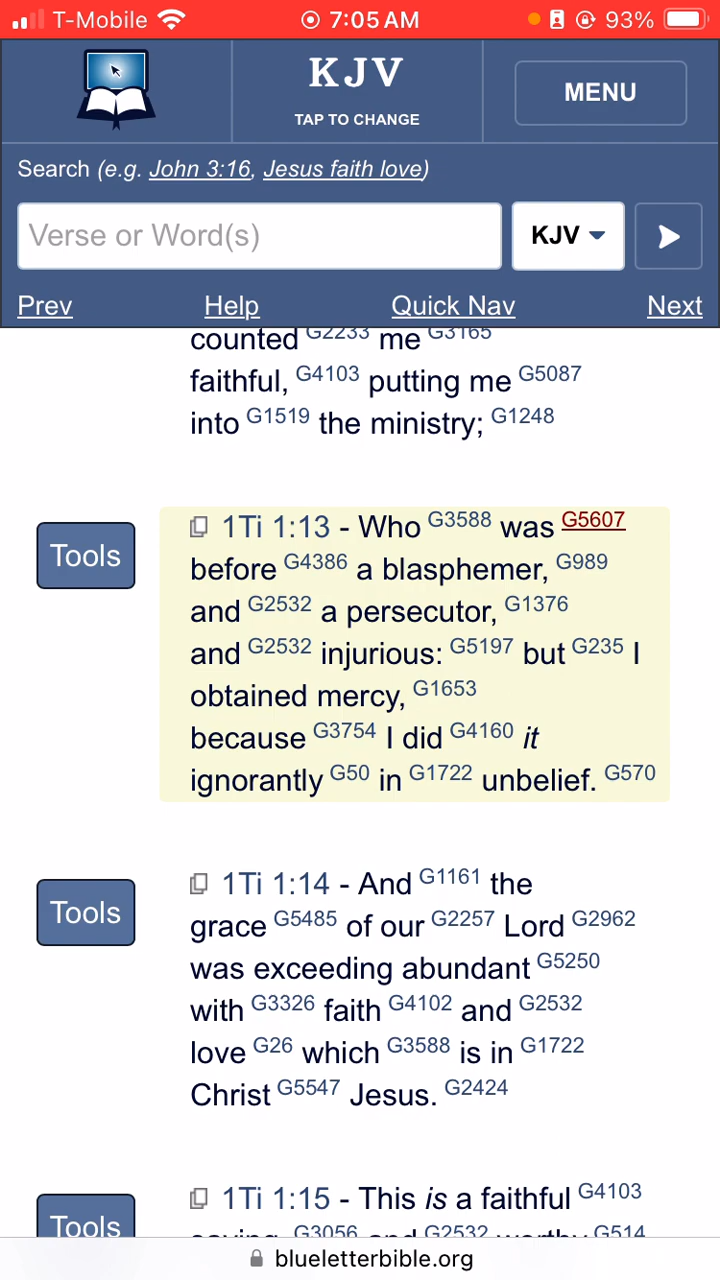 T-Mobile 7:05 AM 93%
KJV
TAP TO CHANGE
MENU
Search (e.g. John 3:16, Jesus faith love)
Verse or Word(s) KJV
Prev Help Quick Nav Next
counted G2233 me G3165
faithful, G4103 putting me G5087
into G1519 the ministry; G1248
Tools
1Ti 1:13 - Who G3588 was G5607
before G4386 a blasphemer, G989
and G2532 a persecutor, G1376
and G2532 injurious: G5197 but G235 I
obtained mercy, G1653
because G3754 I did G4160 it
ignorantly G50 in G1722 unbelief. G570
Tools
1Ti 1:14 - And G1161 the
grace G5485 of our G2257 Lord G2962
was exceeding abundant G5250
with G3326 faith G4102 and G2532
love G26 which G3588 is in G1722
Christ G5547 Jesus. G2424
Tools
1Ti 1:15 - This is a faithful G4103
saying, G3056 and G2532 worthy G514
blueletterbible.org